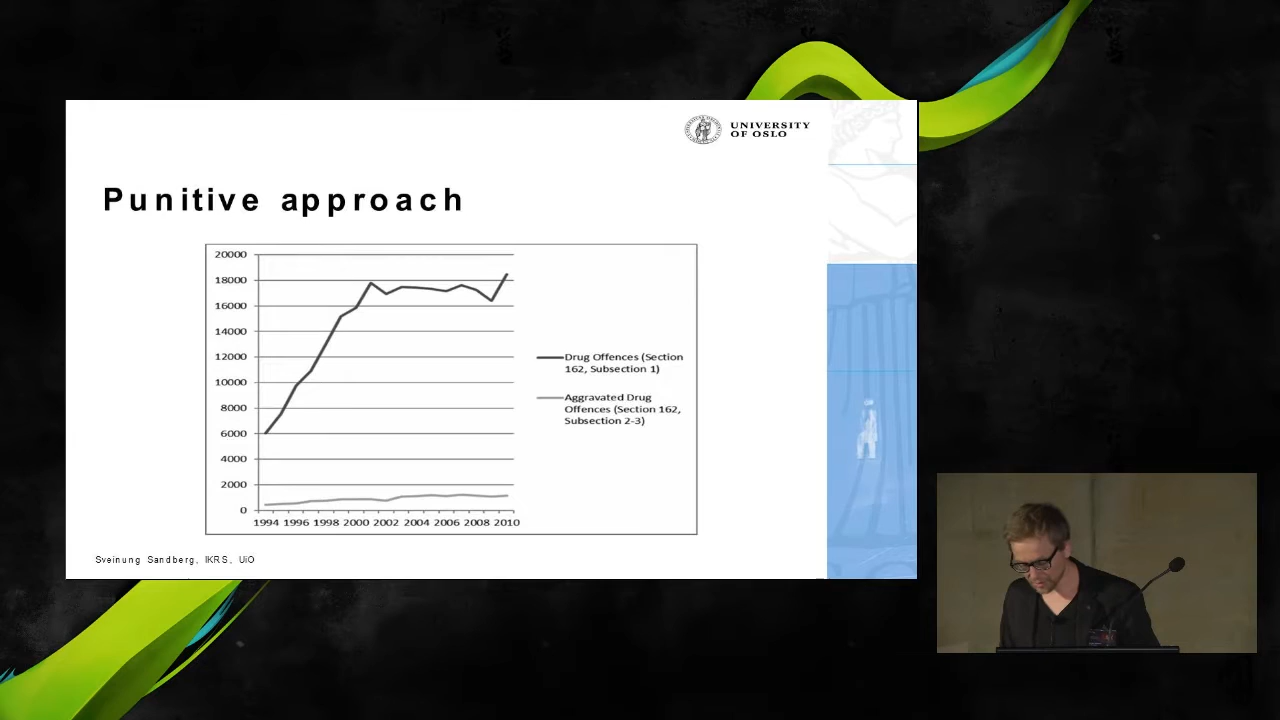 UNIVERSITY
OF OSLO
Punitive approach
20000
18000
16000
14000
12000
10000
8000
6000
4000
2000
0
1994 1996 1998 2000 2002 2004 2006 2008 2010
Drug Offences (Section
162, Subsection 1)
Aggravated Drug
Offences (Section 162,
Subsection 2-3)
Sveinung Sandberg, IKRS, UiO